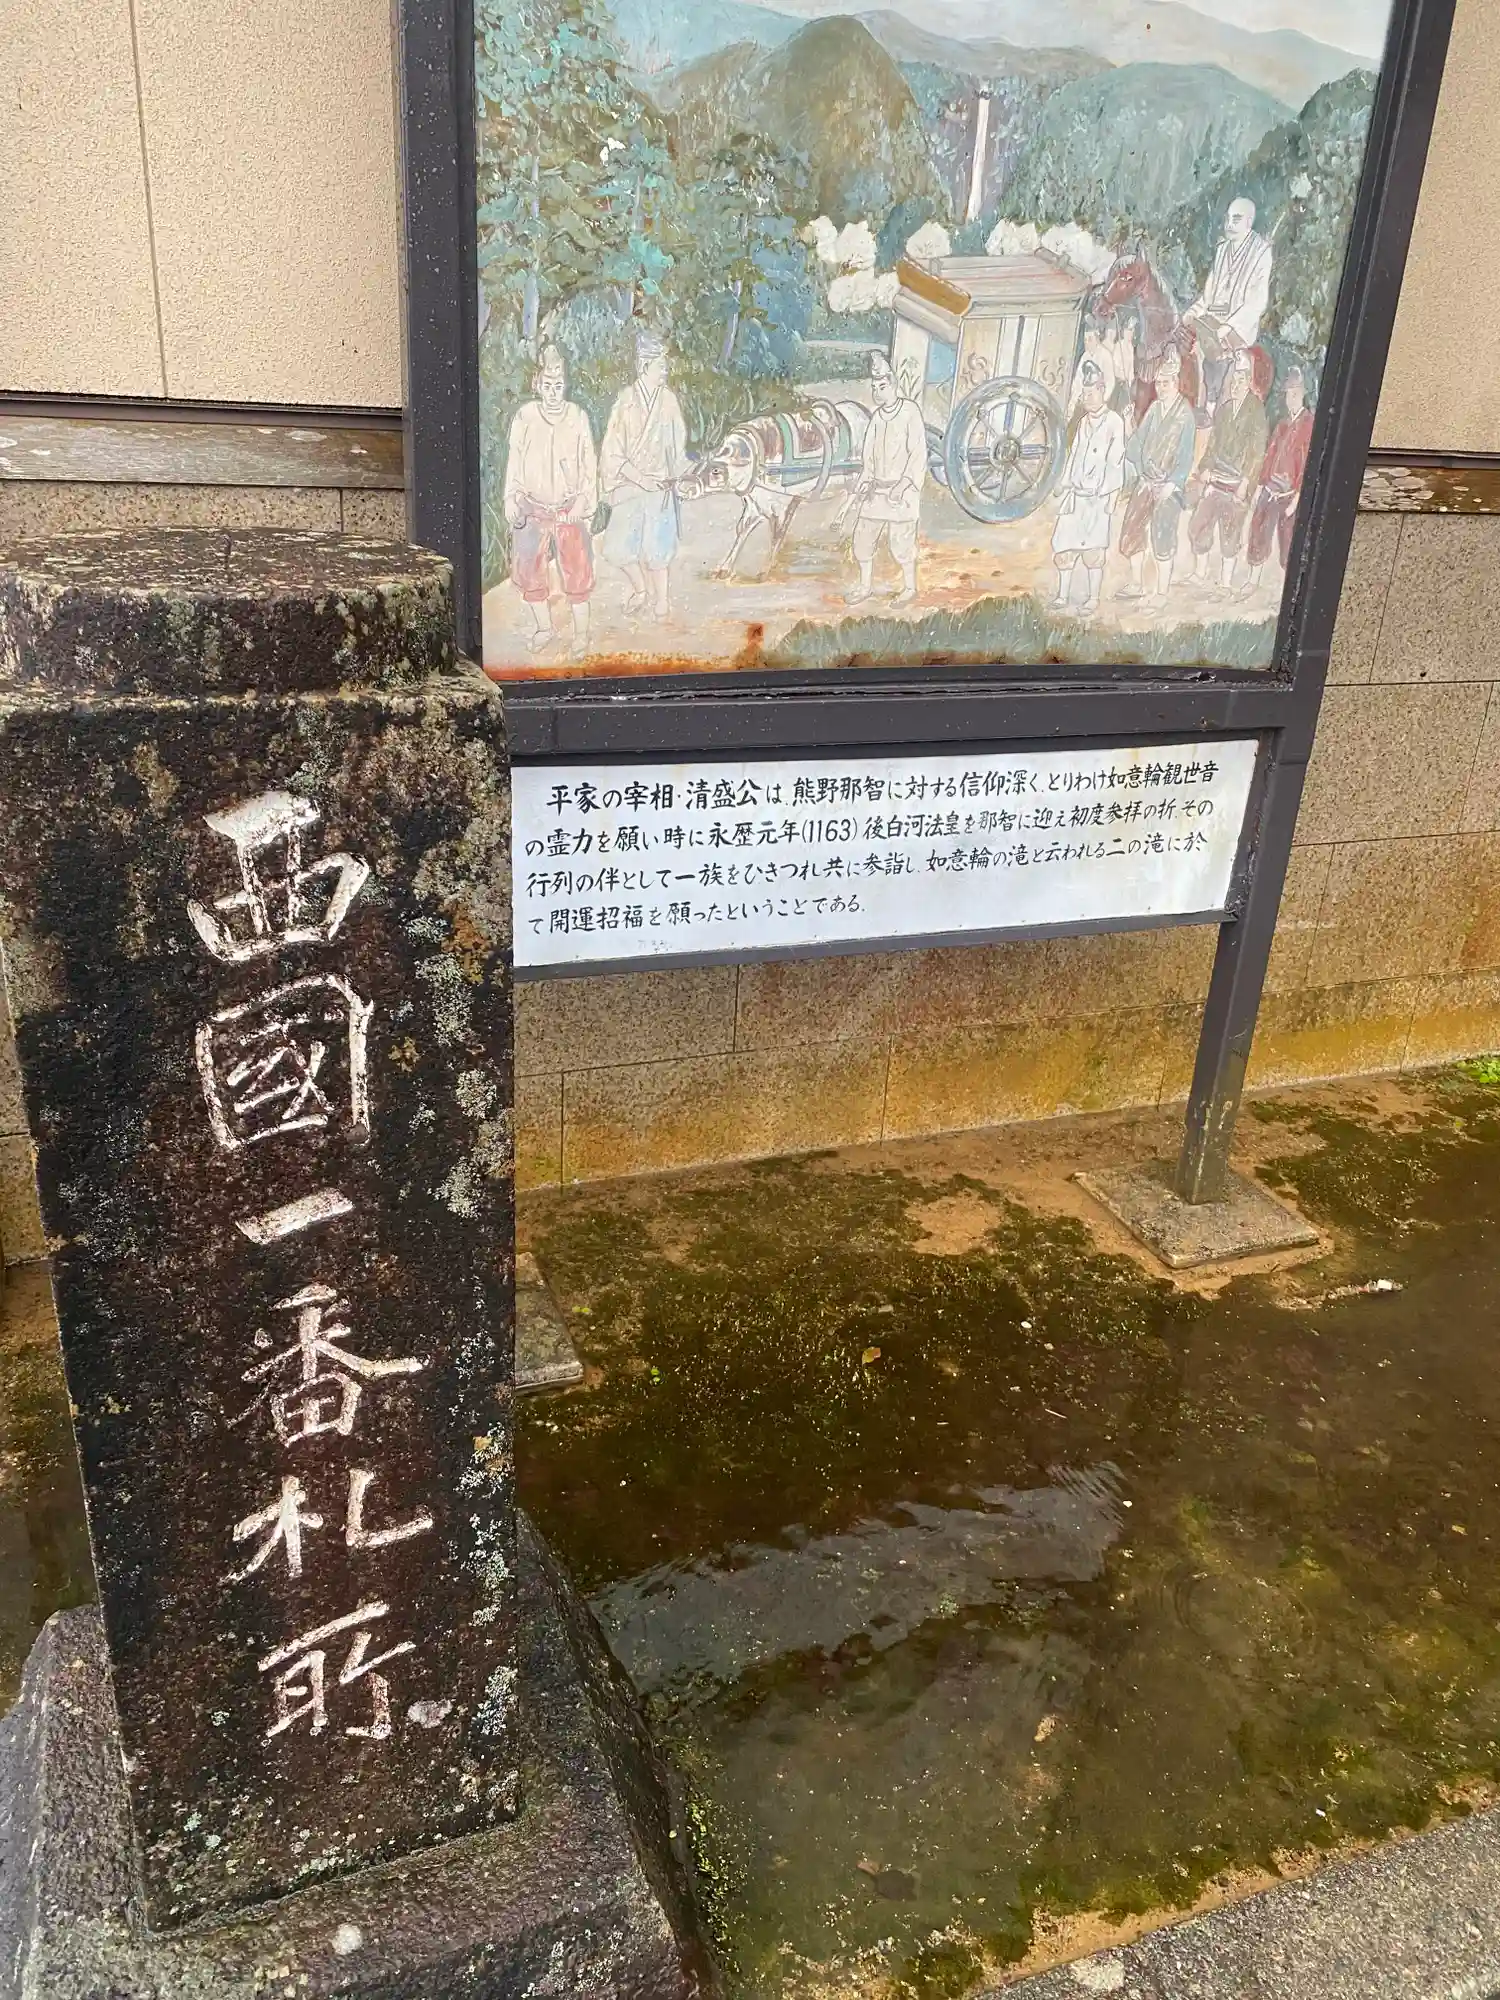 平家の宰相・清盛公は、熊野那智に対する信仰深く、とりわけ如意輪観世音
の霊力を願い時に永歴元年(1163)後白河法皇を那智に迎え初度参拝の折、その
行列の伴として一族をひきつれ共に参詣し、如意輪の滝と云われる二の滝に於
て開運招福を願ったということである.
西國一番札所